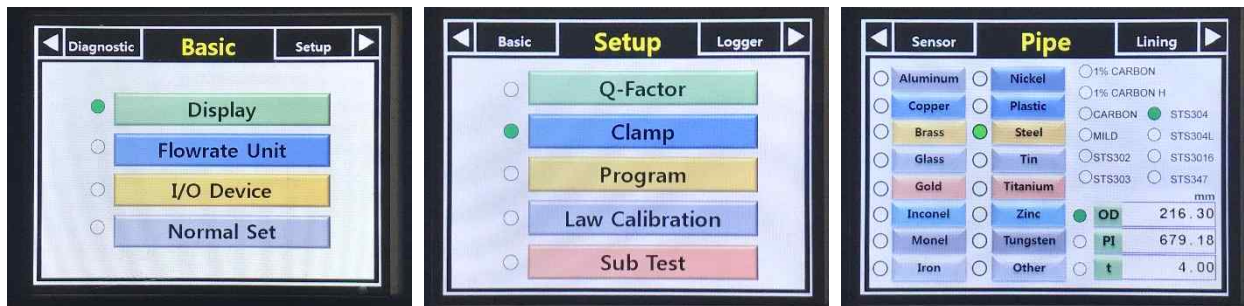 Diagnostic Basic Setup
Display
Flowrate Unit
I/O Device
Normal Set
Basic Setup Logger
Q-Factor
Clamp
Program
Law Calibration
Sub Test
Sensor Pipe Lining
Aluminum Nickel 1% CARBON
1% CARBON H
Copper Plastic
CARBON STS304
Brass Steel
MILD STS304L
Glass Tin
STS302 STS3016
Gold Titanium
STS303 STS347
mm
Inconel Zinc OD 216.30
Monel Tungsten PI 679.18
Iron Other t 4.00